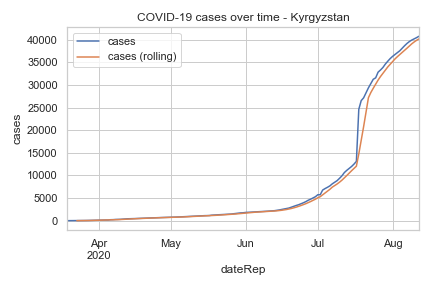 COVID-19 cases over time - Kyrgyzstan
cases
cases (rolling)
40000
35000
30000
25000
20000
15000
10000
5000
0
cases
Apr
2020
May
Jun
Jul
Aug
dateRep